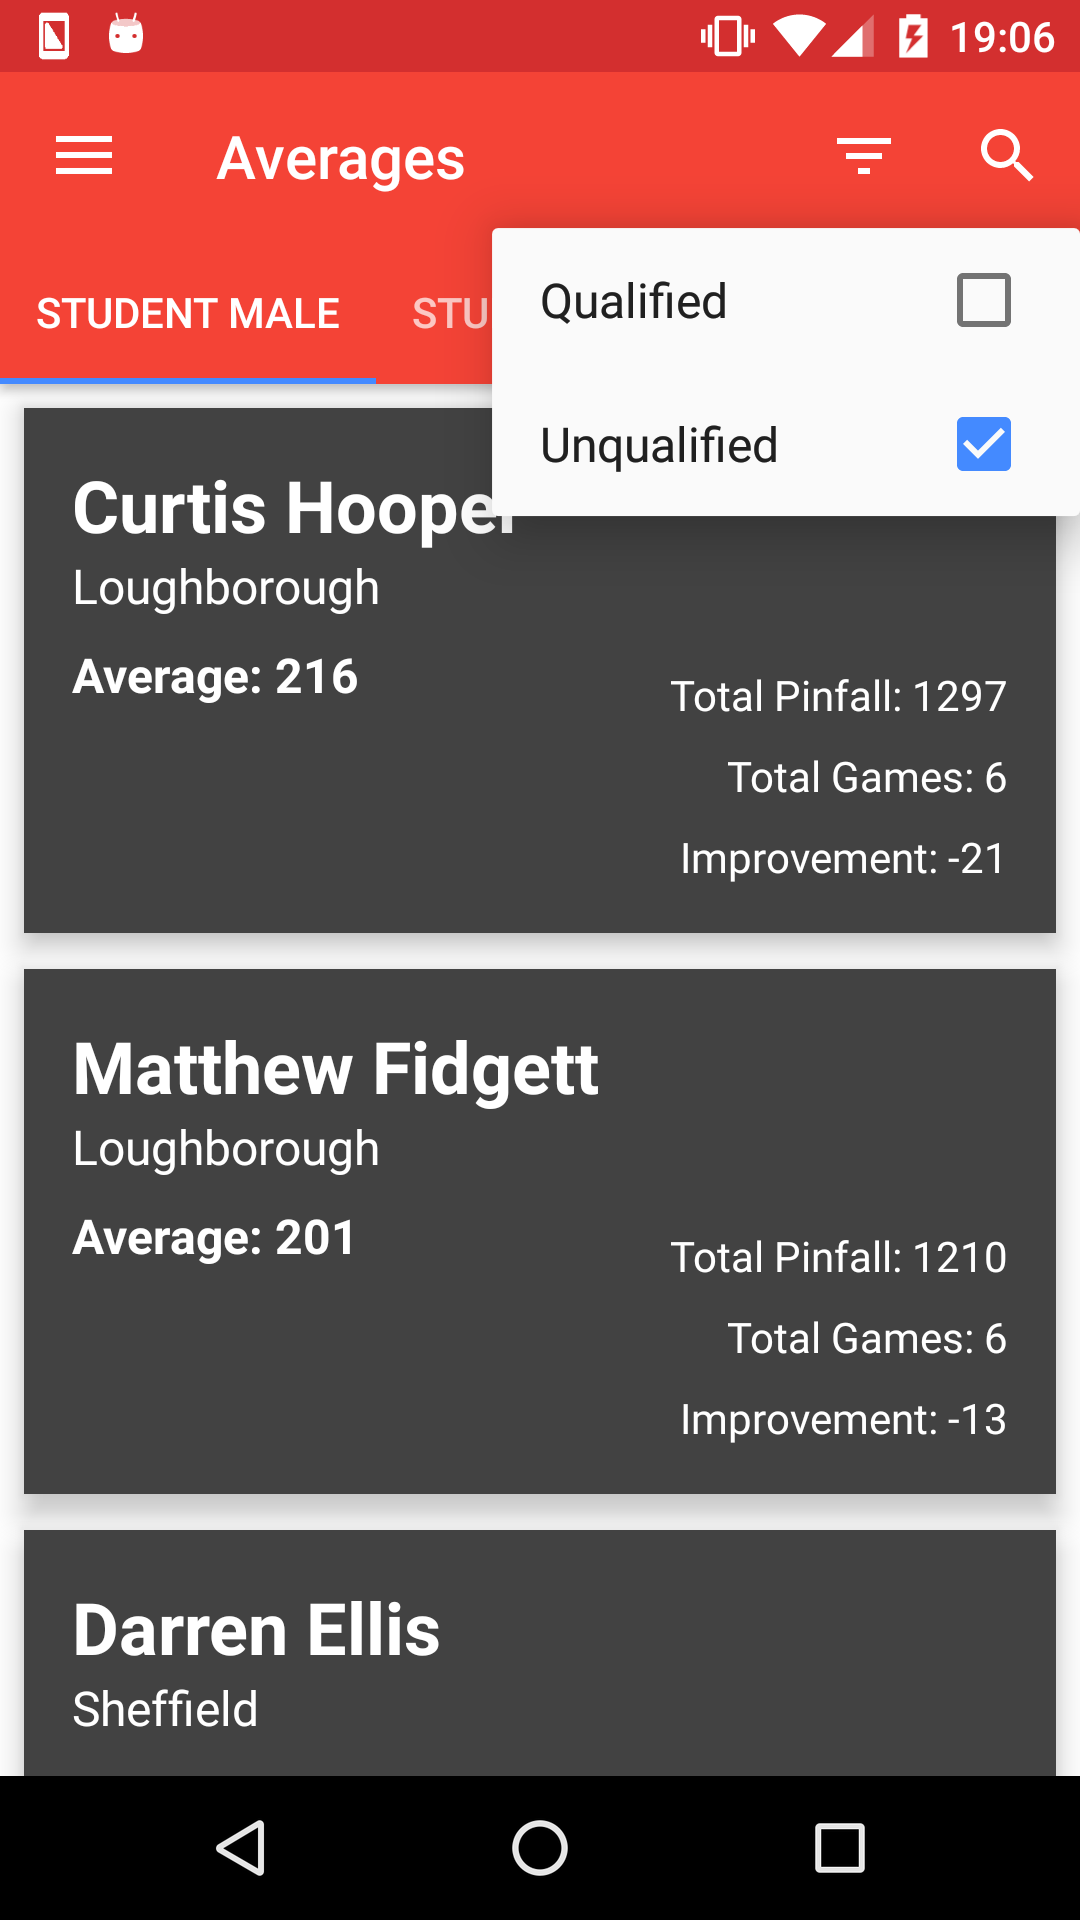 19:06
Averages
STUDENT MALE STU
Qualified
Unqualified
Curtis Hooper
Loughborough
Average: 216
Total Pinfall: 1297
Total Games: 6
Improvement: -21
Matthew Fidgett
Loughborough
Average: 201
Total Pinfall: 1210
Total Games: 6
Improvement: -13
Darren Ellis
Sheffield